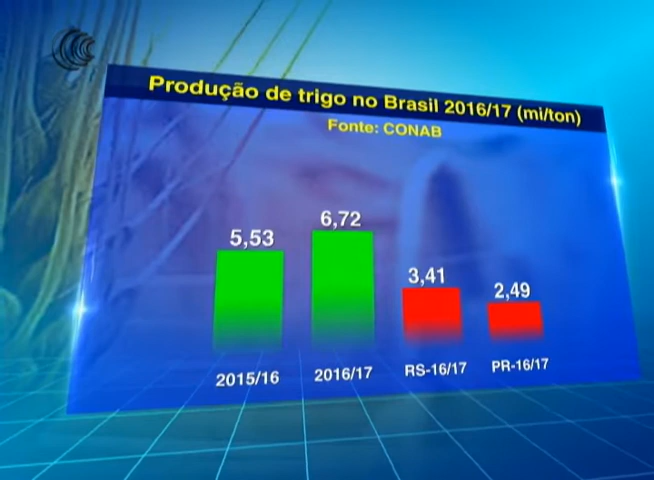 Produção de trigo no Brasil 2016/17 (mi/ton)
Fonte: CONAB
5,53
6,72
3,41
2,49
2015/16
2016/17
RS-16/17
PR-16/17